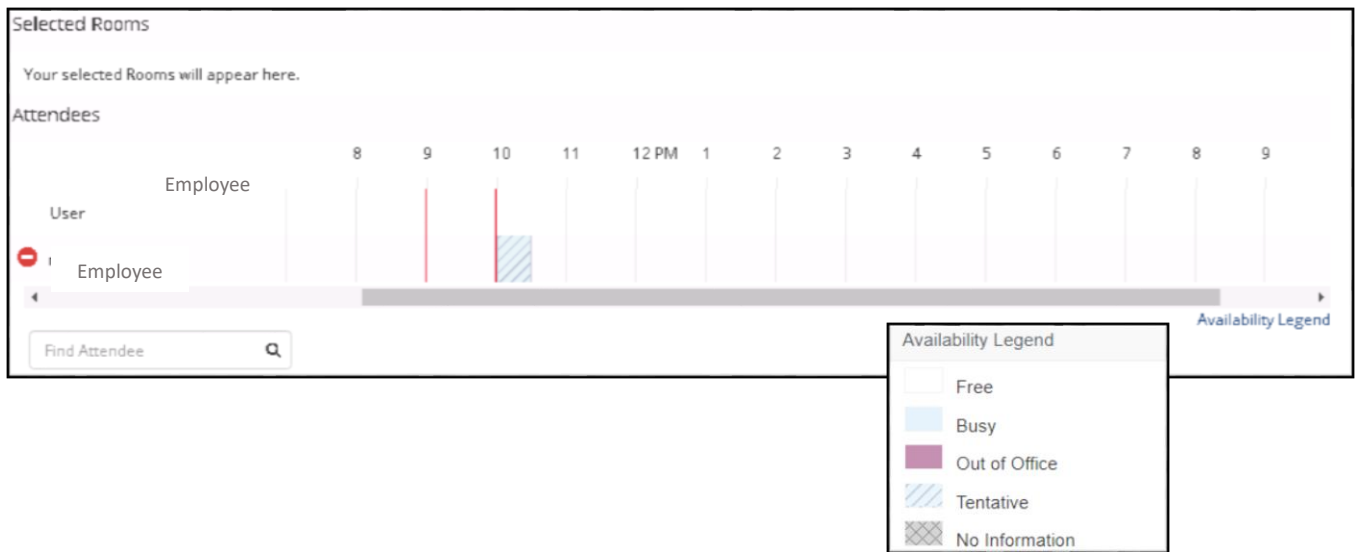 Selected Rooms
Your selected Rooms will appear here.
Attendees
8 9 10 11 12 PM 1 2 3 4 5 6 7 8 9
Employee
User
Employee
Availability Legend
Find Attendee
Availability Legend
Free
Busy
Out of Office
Tentative
No Information